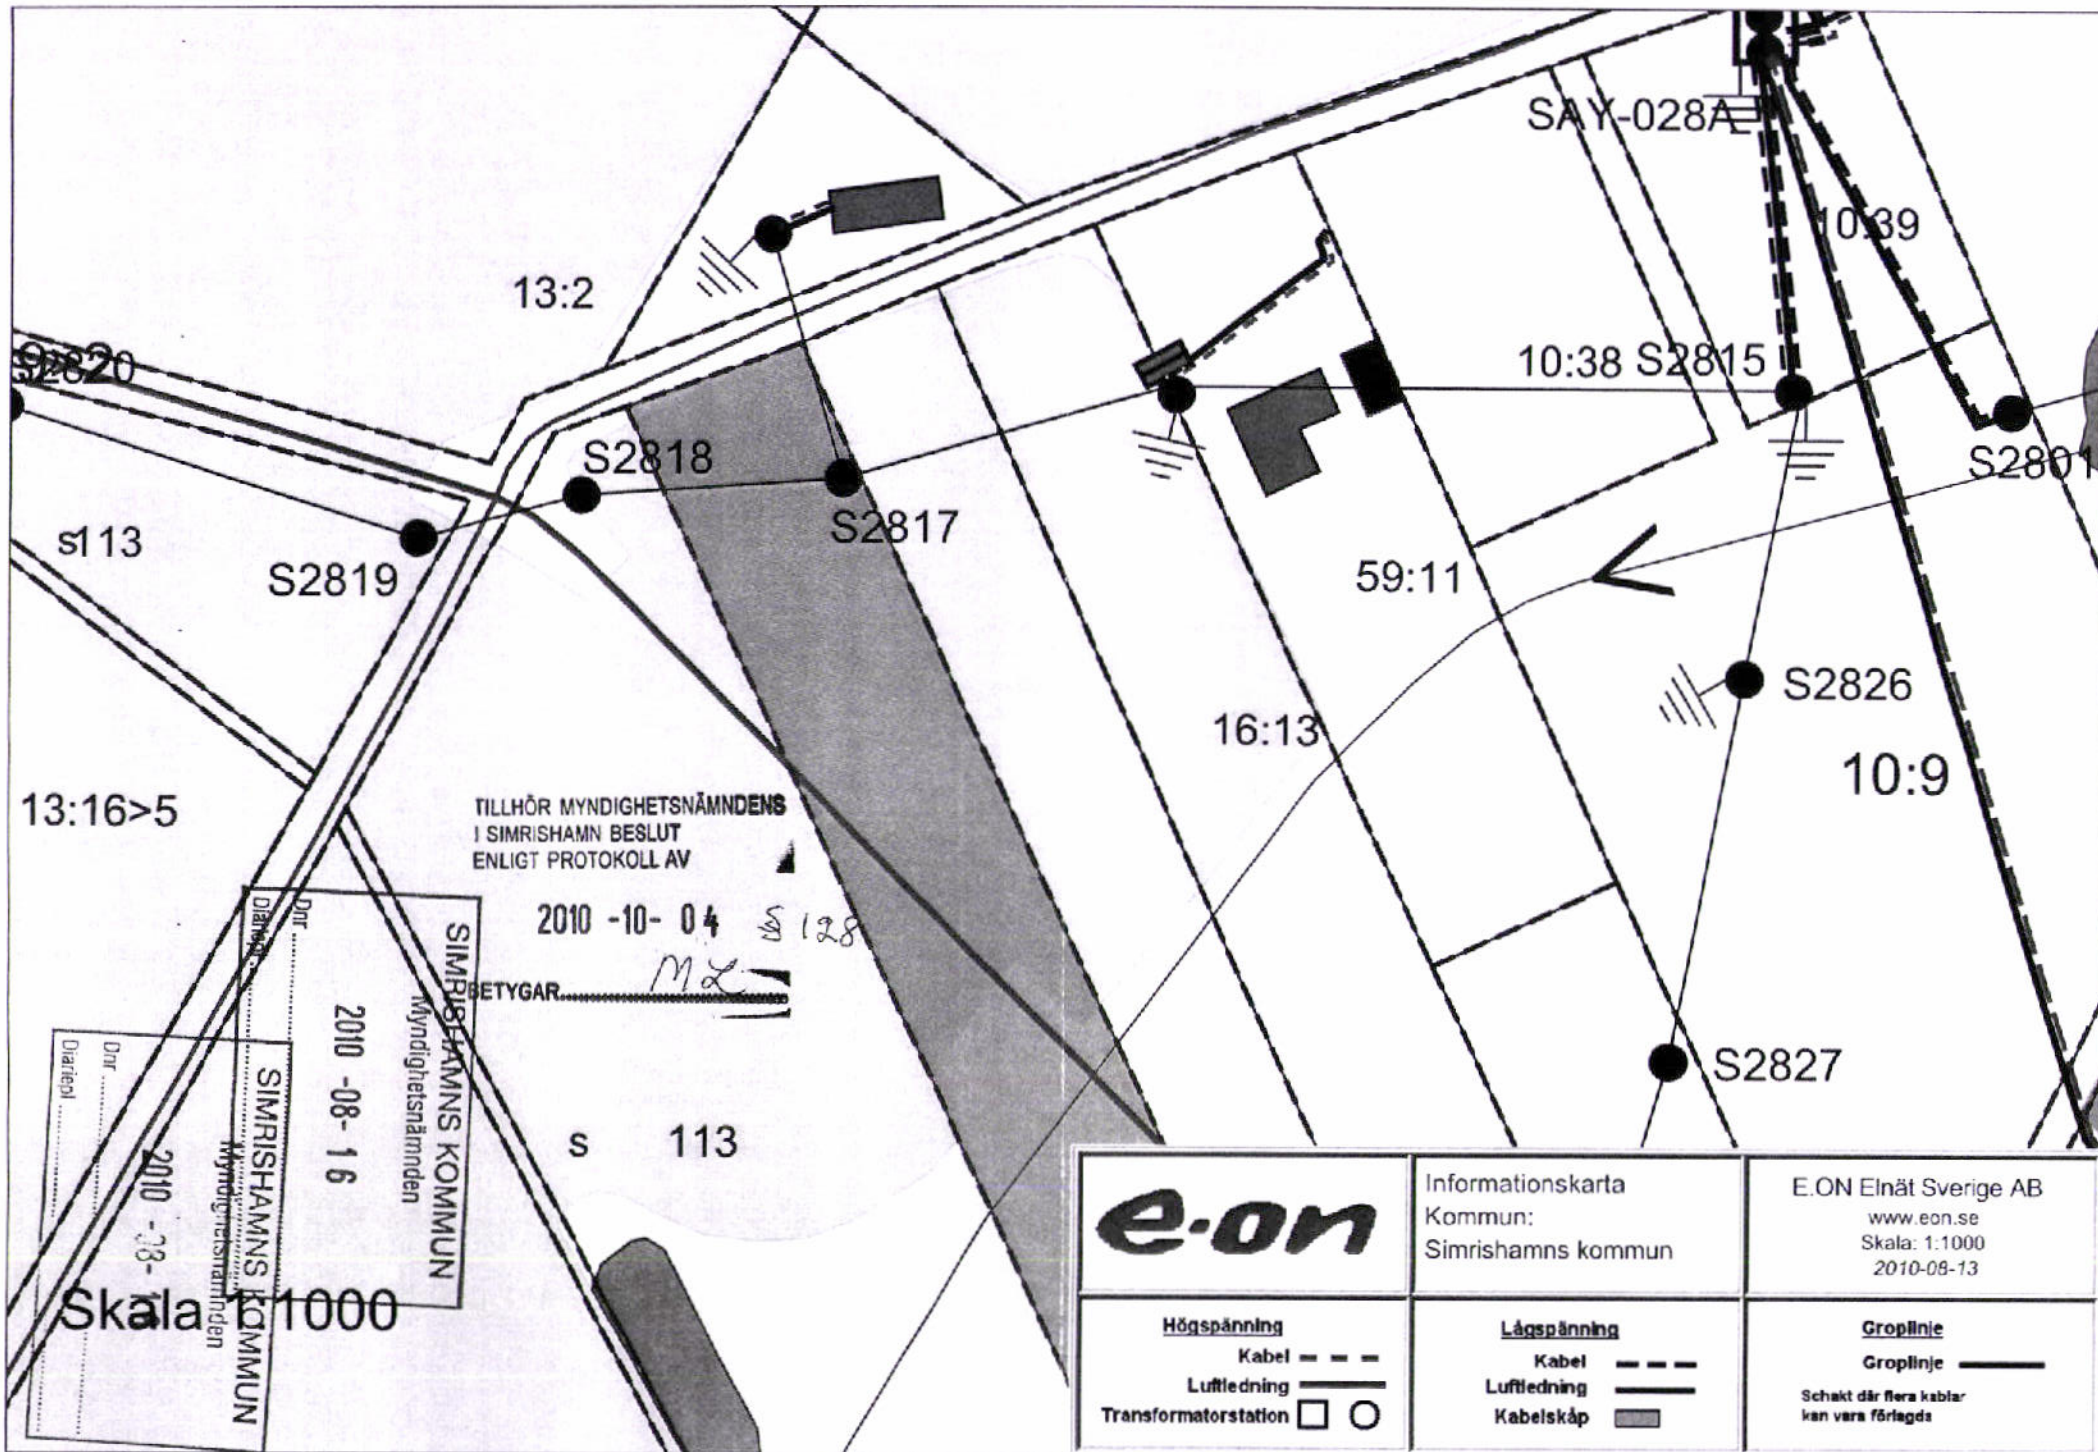 SAY-028A
10:39
13:2
S2820
10:38 S2815
S2818
S2801
S2817
s113
S2819
59:11
S2826
16:13
10:9
13:16>5
TILLHÖR MYNDIGHETSNÄMNDENS
I SIMRISHAMN BESLUT
ENLIGT PROTOKOLL AV
2010 -10- 04 § 128
BETYGAR
S2827
s 113
SIMRISHAMNS KOMMUN
Myndighetsnämnden
2010 -08- 16
Dnr
Diariepl
SIMRISHAMNS KOMMUN
Myndighetsnämnden
2010 -08-
Dnr
Diariepl
Skala 1:1000
e·on
Informationskarta
Kommun:
Simrishamns kommun
E.ON Elnät Sverige AB
www.eon.se
Skala: 1:1000
2010-08-13
Högspänning
Kabel
Luftledning
Transformatorstation
Lågspänning
Kabel
Luftledning
Kabelskåp
Groplinje
Groplinje
Schakt där flera kablar
kan vara förlagda